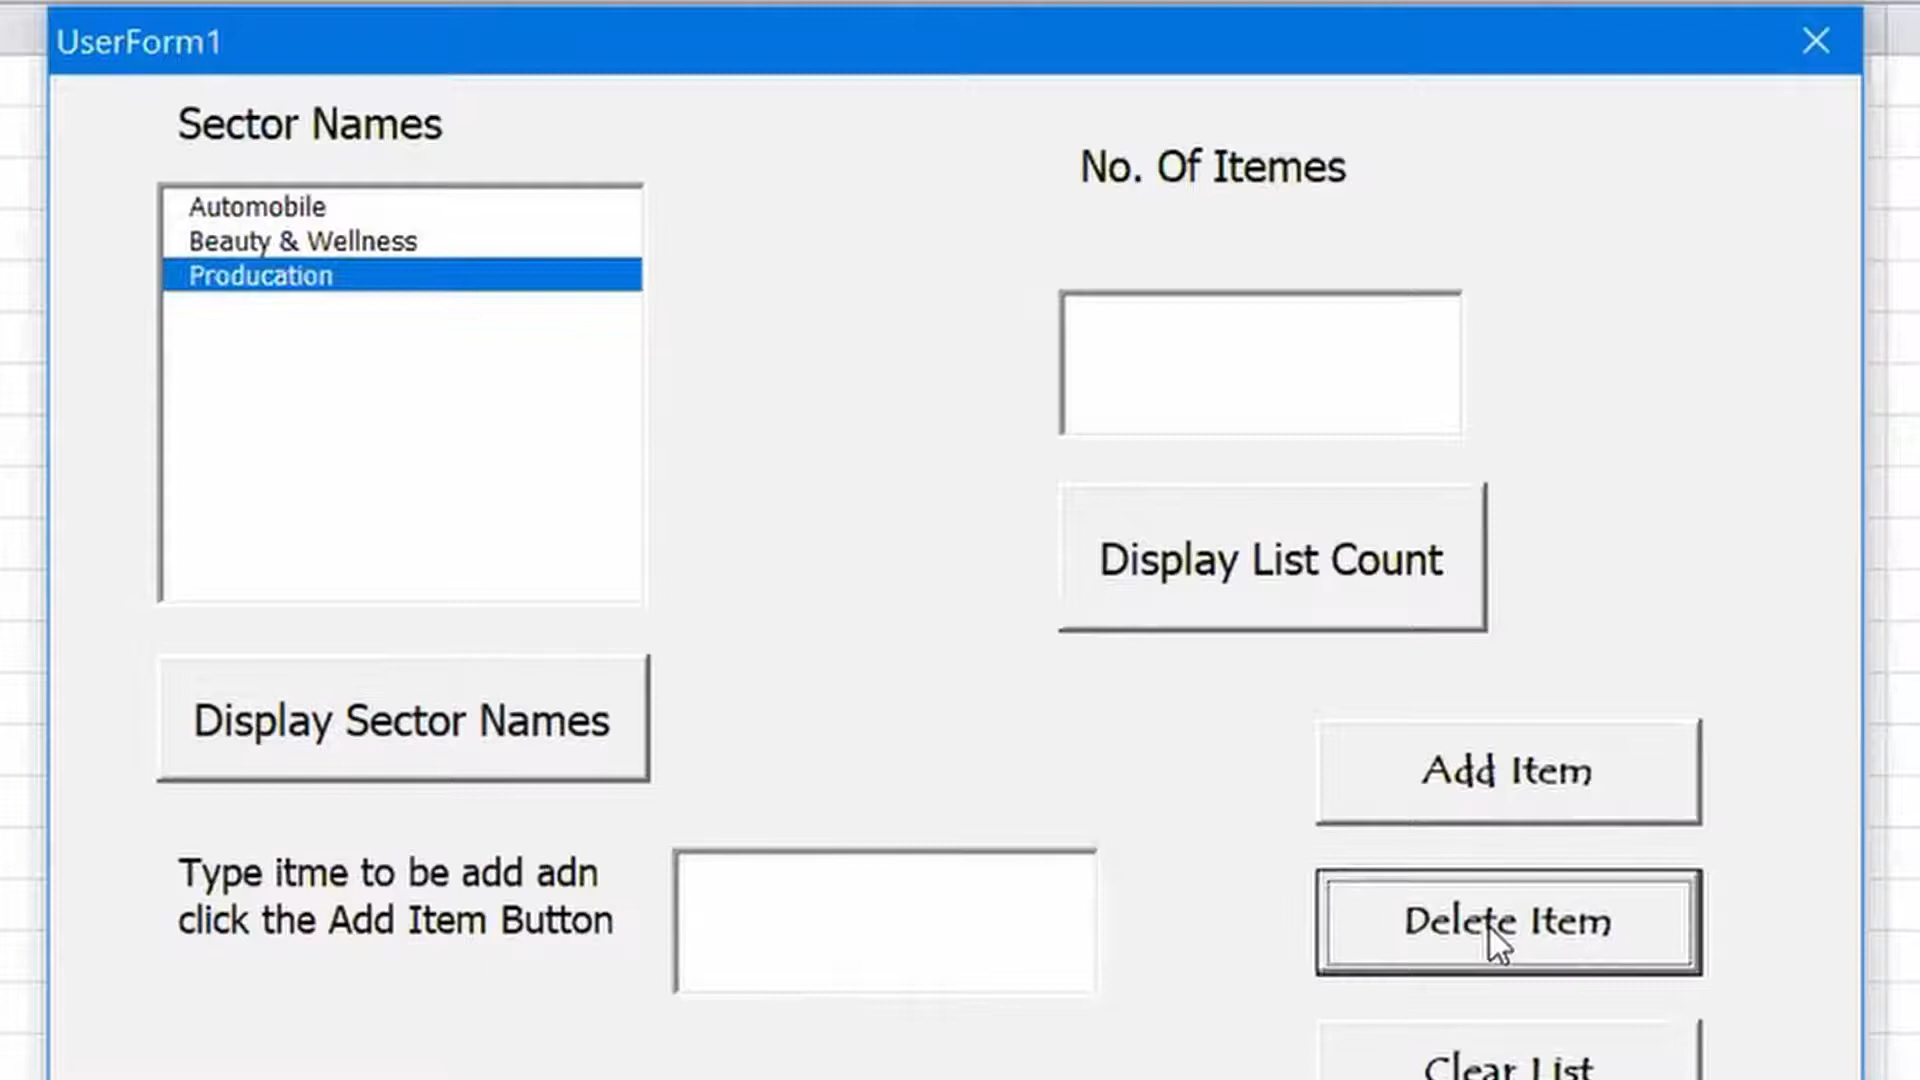 UserForm1
Sector Names
No. Of Itemes
Automobile
Beauty & Wellness
Producation
Display List Count
Display Sector Names
Add Item
Type itme to be add adn
click the Add Item Button
Delete Item
Clear List